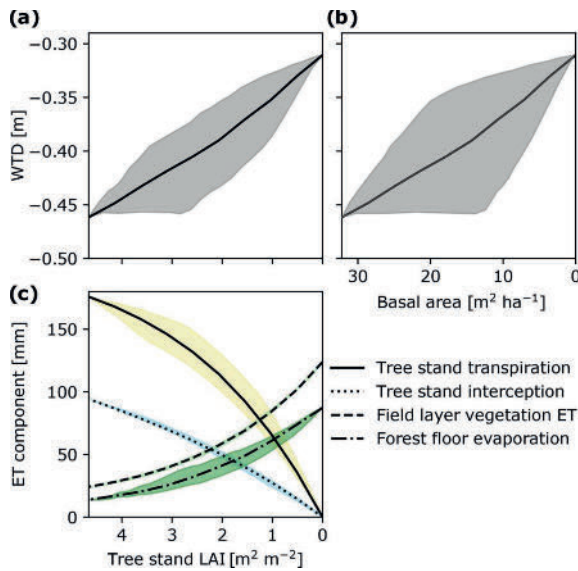 (a)
(b)
−0.30
−0.35
−0.40
−0.45
−0.50
WTD [m]
30 20 10 0
Basal area [m² ha⁻¹]
(c)
150
100
50
0
ET component [mm]
4 3 2 1 0
Tree stand LAI [m² m⁻²]
Tree stand transpiration
Tree stand interception
Field layer vegetation ET
Forest floor evaporation